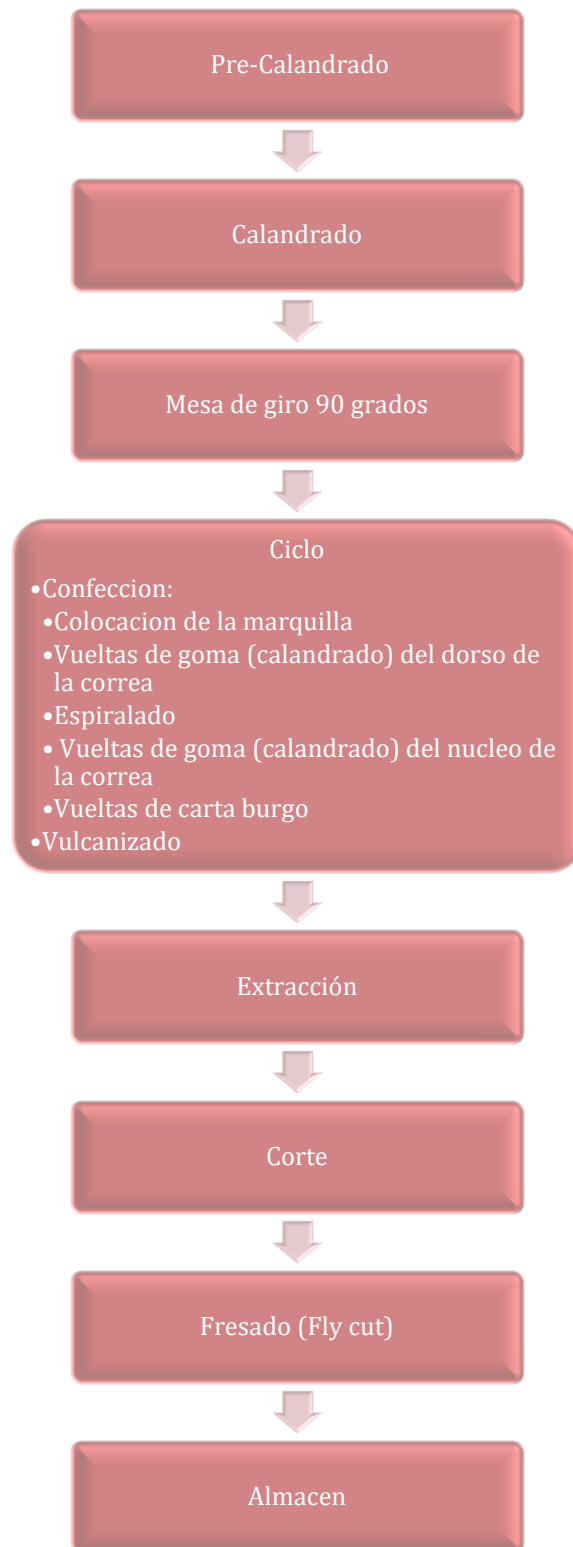 Pre-Calandrado
Calandrado
Mesa de giro 90 grados
Ciclo
•Confeccion:
•Colocacion de la marquilla
•Vueltas de goma (calandrado) del dorso de
la correa
•Espiralado
• Vueltas de goma (calandrado) del nucleo de
la correa
•Vueltas de carta burgo
•Vulcanizado
Extracción
Corte
Fresado (Fly cut)
Almacen